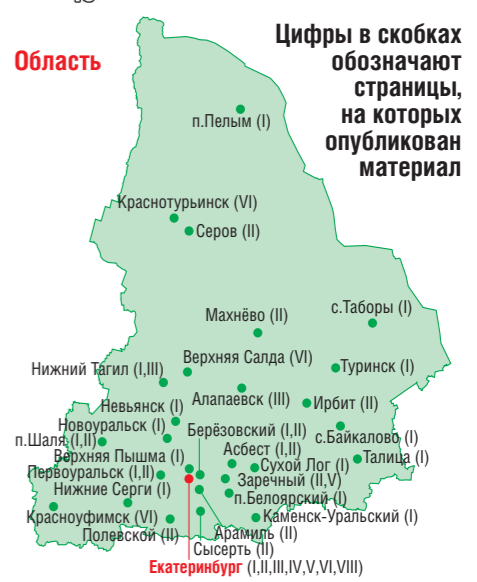 Область
Цифры в скобках
обозначают
страницы,
на которых
опубликован
материал
п.Пелым (I)
Краснотурьинск (VI)
Серов (II)
с.Таборы (I)
Махнёво (II)
Верхняя Салда (VI)
Нижний Тагил (I,III)
Туринск (I)
Алапаевск (III)
Невьянск (I)
Ирбит (II)
Новоуральск (I)
Берёзовский (I,II)
п.Шаля (I,II)
с.Байкалово (I)
Асбест (I,II)
Верхняя Пышма (I)
Талица (I)
Сухой Лог (I)
Первоуральск (I,II)
Заречный (II,V)
Нижние Серги (I)
п.Белоярский (I)
Красноуфимск (VI)
Каменск-Уральский (I)
Полевской (II)
Арамиль (II)
Сысерть (II)
Екатеринбург (I,II,III,IV,V,VI,VIII)